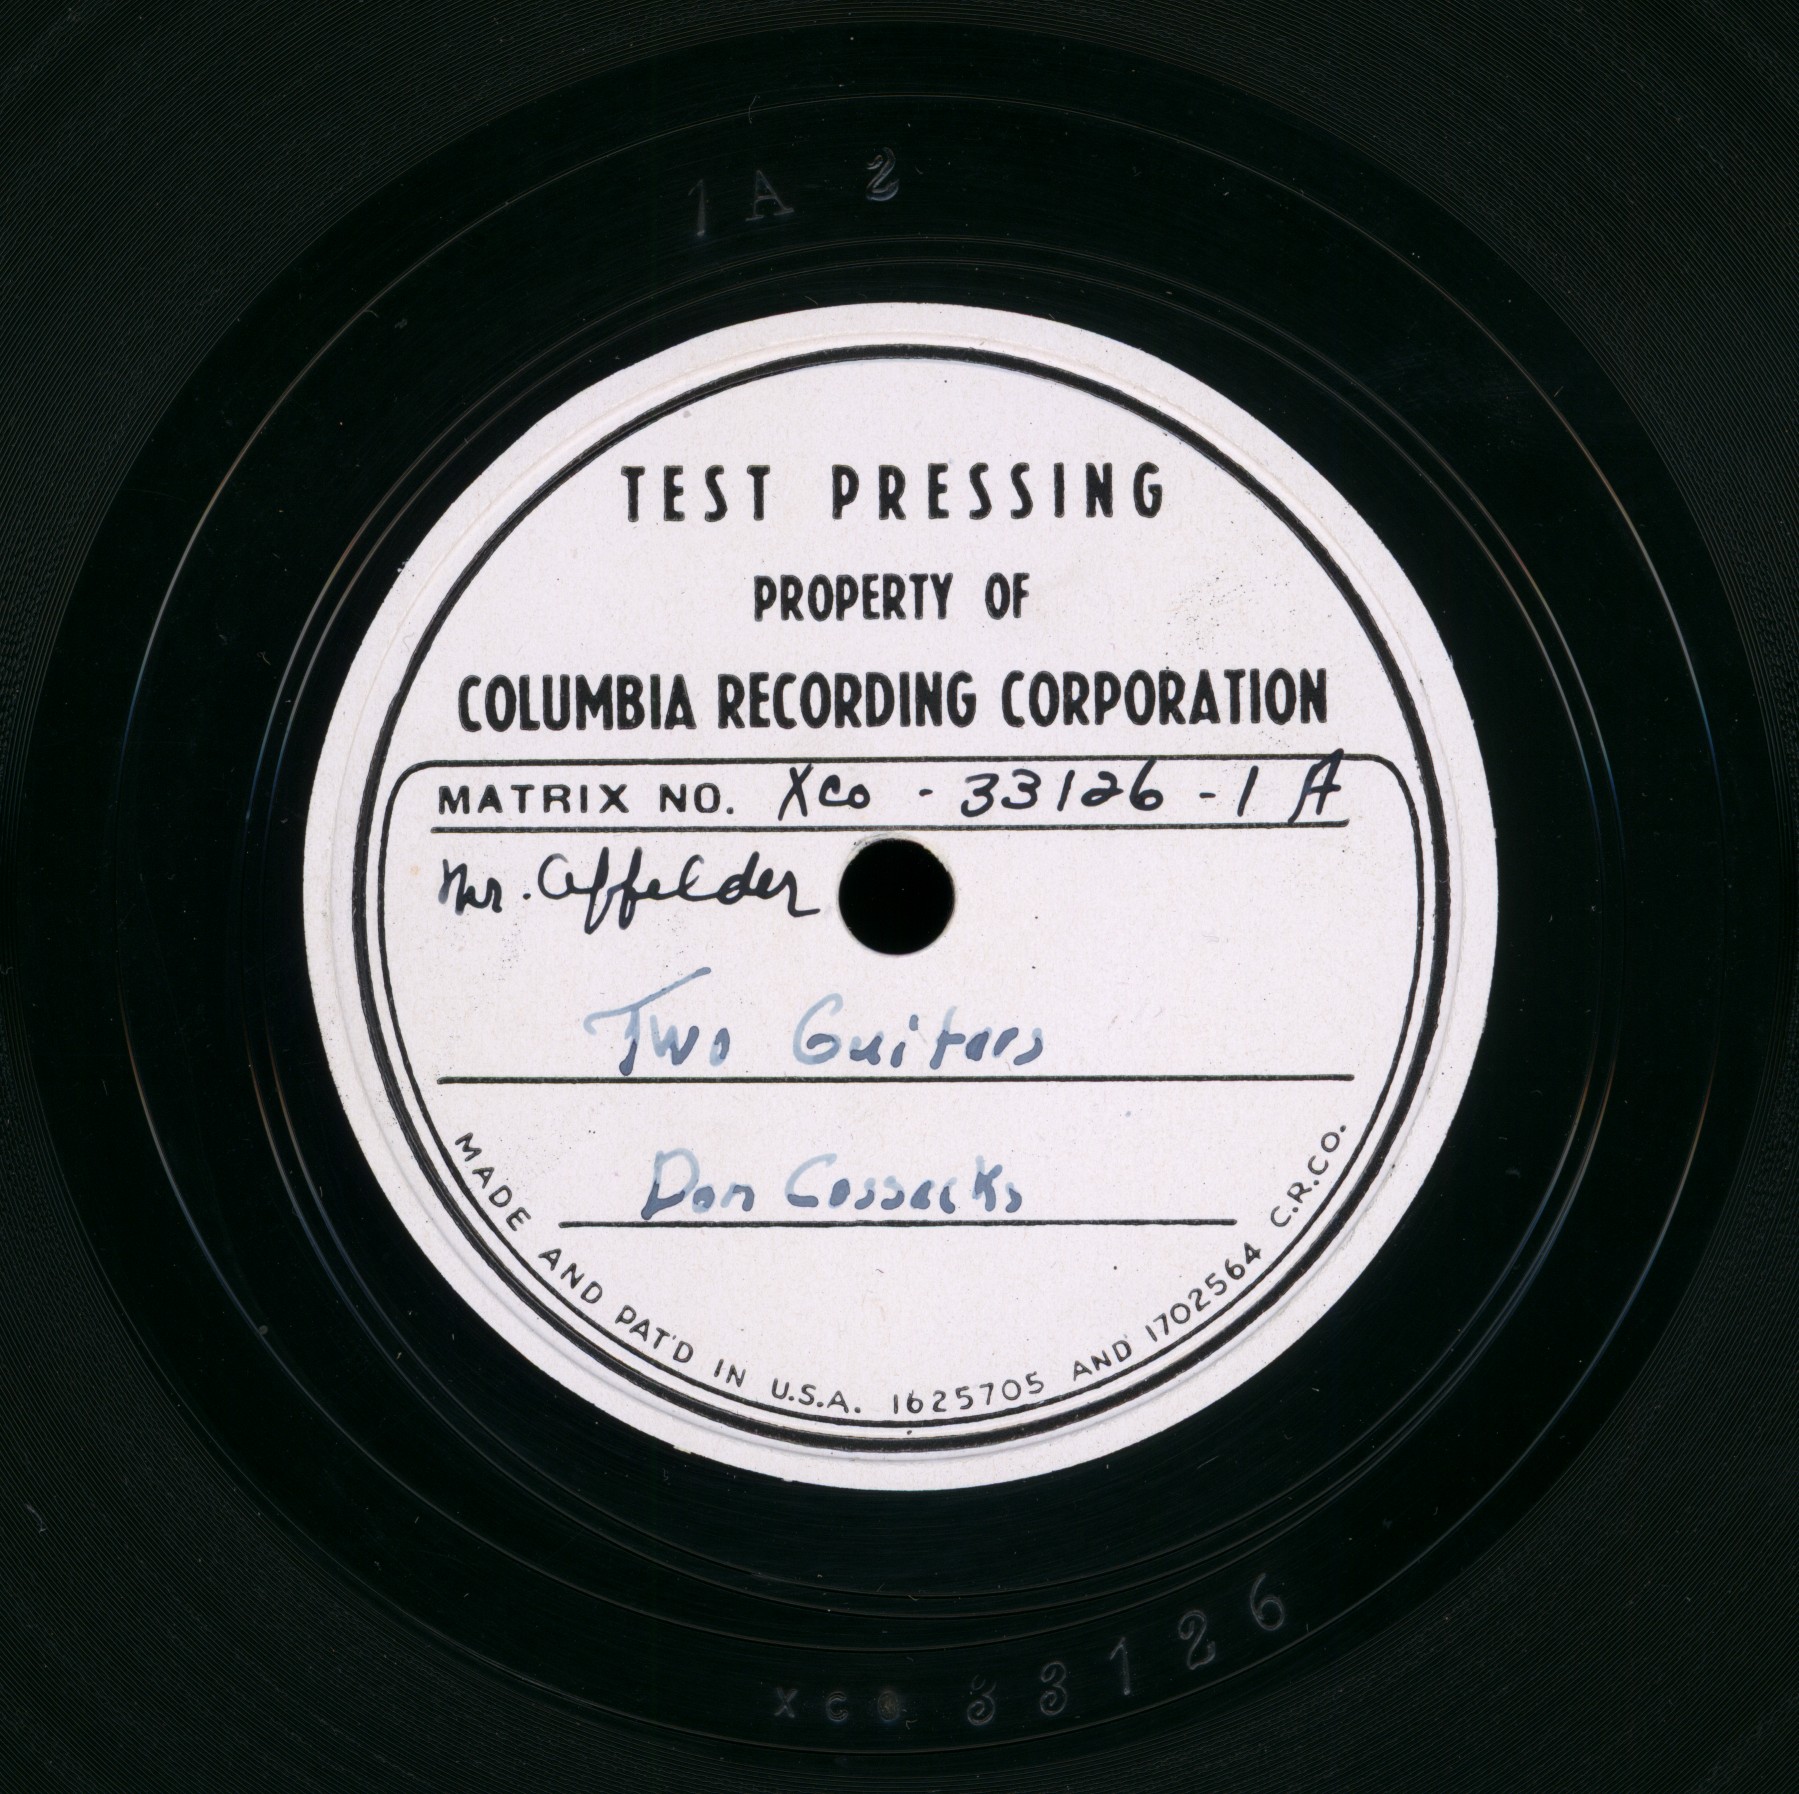 1A 2
TEST PRESSING
PROPERTY OF
COLUMBIA RECORDING CORPORATION
MATRIX NO. Xco - 33126 - 1 A
Mr. Affelder
Two Guitars
Don Cossacks
MADE AND PAT'D IN U.S.A. 1625705 AND 1702564 C.R.CO.
XCO 33126